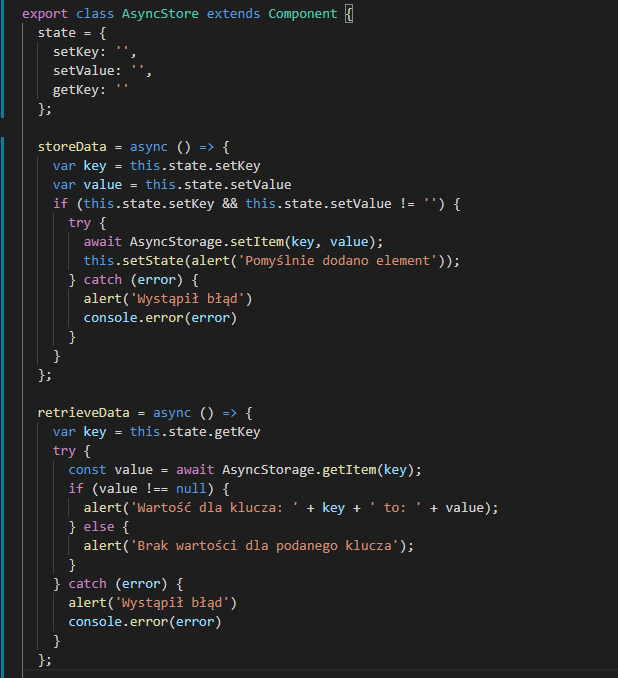 export class AsyncStore extends Component {
state = {
setKey: '',
setValue: '',
getKey: ''
};
storeData = async () => {
var key = this.state.setKey
var value = this.state.setValue
if (this.state.setKey && this.state.setValue != '') {
try {
await AsyncStorage.setItem(key, value);
this.setState(alert('Pomyślnie dodano element'));
} catch (error) {
alert('Wystąpił błąd')
console.error(error)
}
}
};
retrieveData = async () => {
var key = this.state.getKey
try {
const value = await AsyncStorage.getItem(key);
if (value !== null) {
alert('Wartość dla klucza: ' + key + ' to: ' + value);
} else {
alert('Brak wartości dla podanego klucza');
}
} catch (error) {
alert('Wystąpił błąd')
console.error(error)
}
};